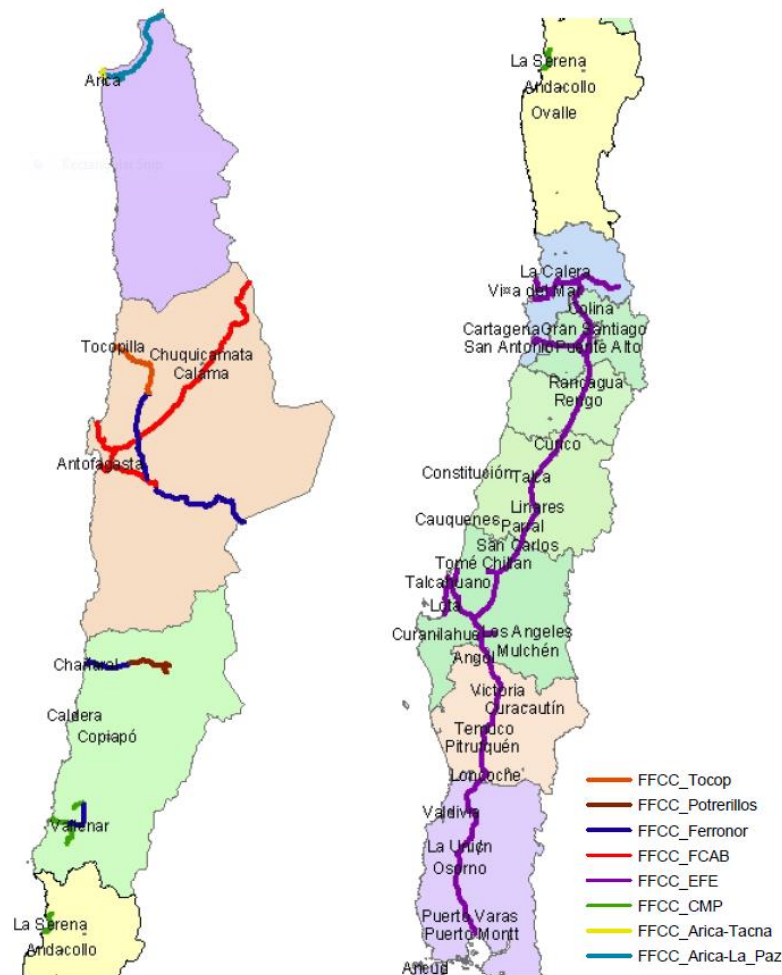 Arica
Tocopilla
Chuquicamata
Calama
Antofagasta
Chañaral
Caldera
Copiapó
Vallenar
La Serena
Andacollo
La Serena
Andacollo
Ovalle
La Calera
Vi¤a del Mar
Colina
Cartagena
Gran Santiago
San Antonio
Puente Alto
Rancagua
Rengo
Curico
Constitución
Talca
Linares
Cauquenes
Parral
San Carlos
Tomé
Chillan
Talcahuano
Lota
Curanilahue
Los Angeles
Mulchén
Angol
Victoria
Curacautín
Temuco
Pitrufquén
Loncoche
Valdivia
La Unión
Osorno
Puerto Varas
Puerto Montt
Ancud
FFCC_Tocop
FFCC_Potrerillos
FFCC_Ferronor
FFCC_FCAB
FFCC_EFE
FFCC_CMP
FFCC_Arica-Tacna
FFCC_Arica-La_Paz